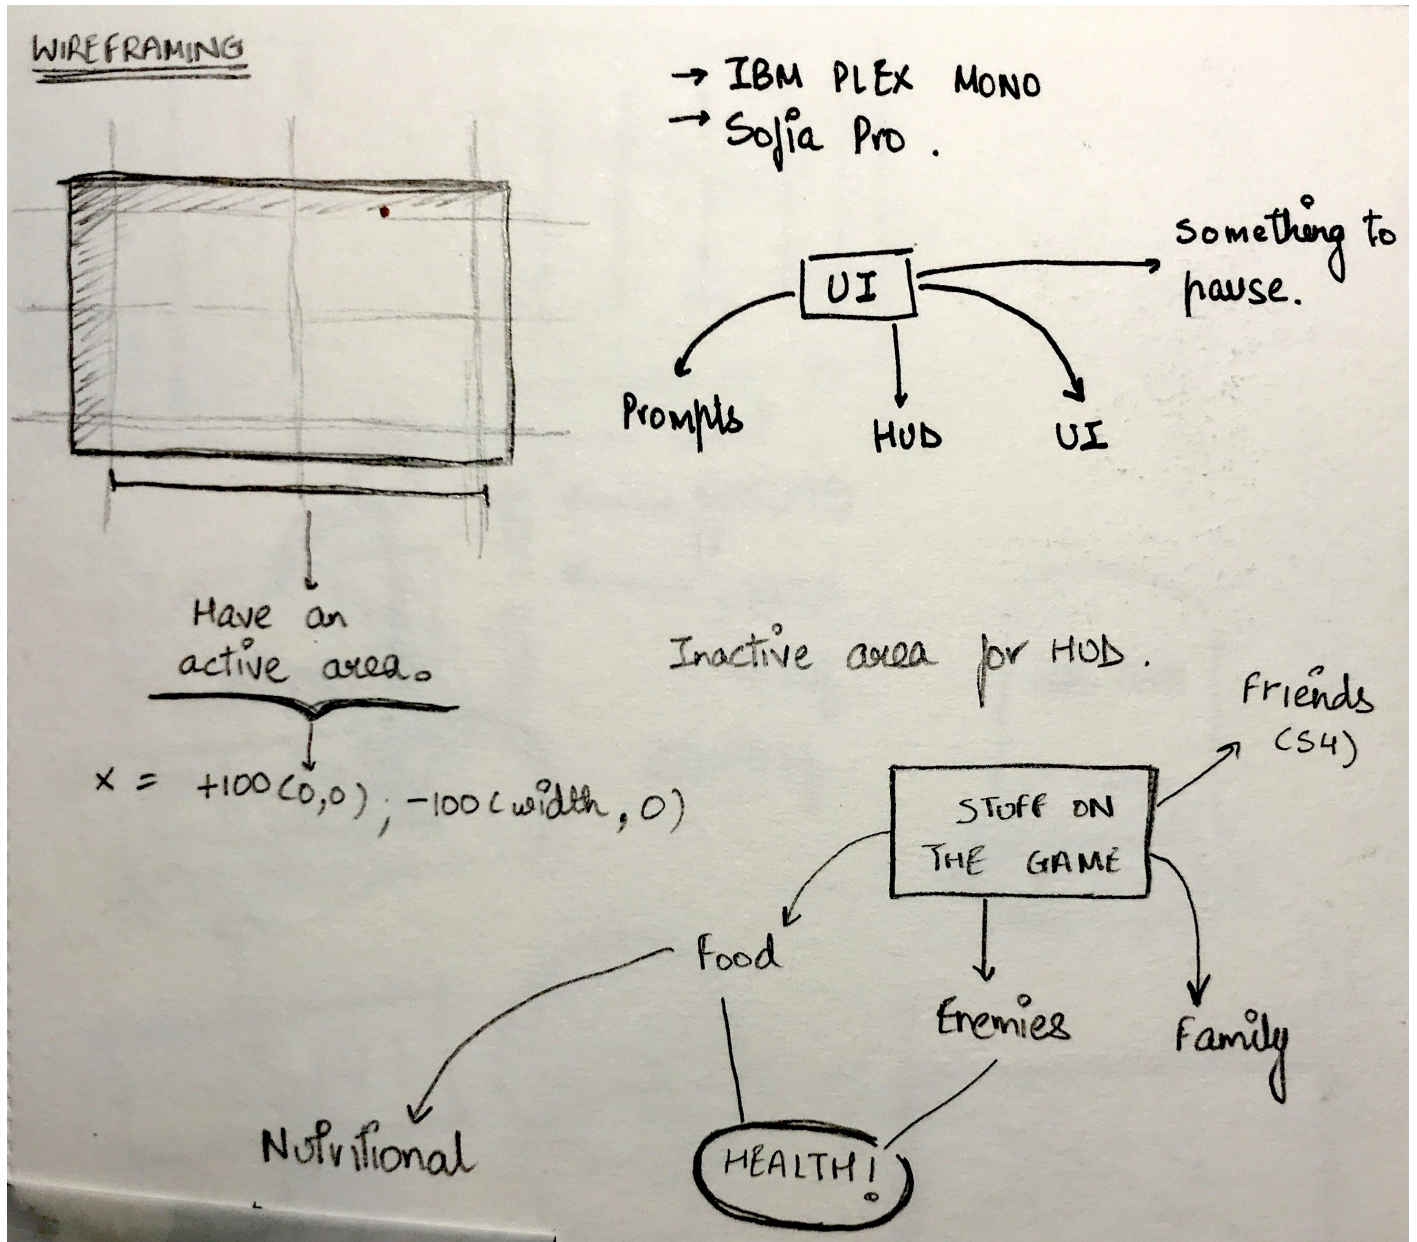 WIREFRAMING
→ IBM PLEX MONO
→ Sofia Pro.
UI
something to
pause.
Prompts
HUD
UI
Have an
active area.
x = +100(0,0); -100(width, 0)
Inactive area for HUD.
STUFF ON
THE GAME
Friends
(S4)
Food
Enemies
Family
Nutritional
HEALTH!